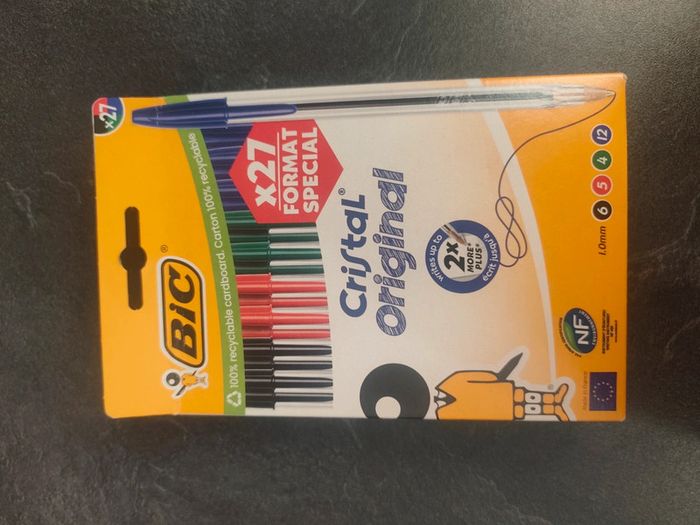 x27
BiC®
100% recyclable cardboard. Carton 100% recyclable
x27
FORMAT
SPECIAL
CriſtaL®
original
writes up to
2x
MORE*
PLUS*
écrit jusqu'à
1.0mm 6 5 4 12
NF
Made in France